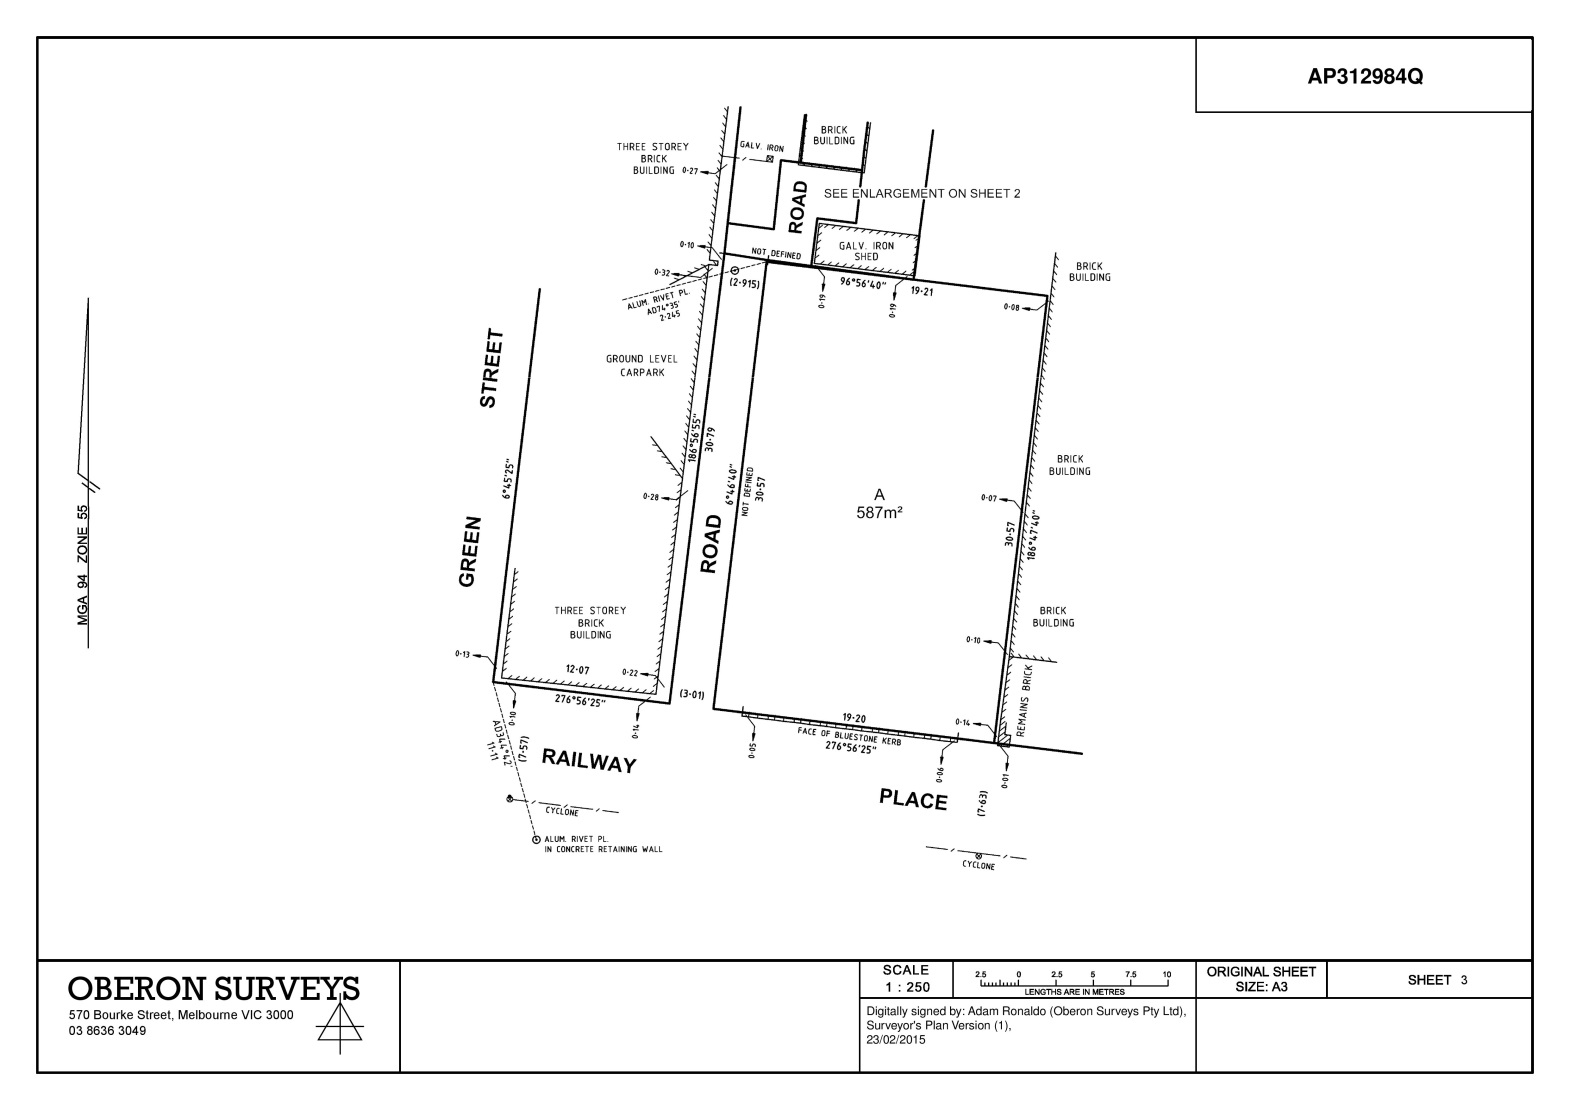 AP312984Q
THREE STOREY
BRICK
BUILDING
0·27
GALV. IRON
BRICK
BUILDING
ROAD
SEE ENLARGEMENT ON SHEET 2
0·10
NOT DEFINED
GALV. IRON
SHED
0·32
(2·915)
ALUM. RIVET PL.
AD74°35'
2·245
0·19
96°56'40"
0·19
19·21
0·08
BRICK
BUILDING
GREEN STREET
6°45'25"
GROUND LEVEL
CARPARK
186°56'55"
30·79
0·28
ROAD
6°46'40"
NOT DEFINED
30·57
A
587m²
0·07
30·57
186°47'40"
BRICK
BUILDING
MGA 94 ZONE 55
THREE STOREY
BRICK
BUILDING
0·10
BRICK
BUILDING
0·13
12·07
0·22
276°56'25"
(3·01)
0·10
0·14
REMAINS BRICK
0·14
19·20
FACE OF BLUESTONE KERB
276°56'25"
0·05
0·06
0·01
AD344°42'
11·11
(7·57)
RAILWAY PLACE
(7·63)
CYCLONE
ALUM. RIVET PL.
IN CONCRETE RETAINING WALL
CYCLONE
OBERON SURVEYS
570 Bourke Street, Melbourne VIC 3000
03 8636 3049
SCALE
1 : 250
2.5 0 2.5 5 7.5 10
LENGTHS ARE IN METRES
ORIGINAL SHEET
SIZE: A3
SHEET 3
Digitally signed by: Adam Ronaldo (Oberon Surveys Pty Ltd),
Surveyor's Plan Version (1),
23/02/2015